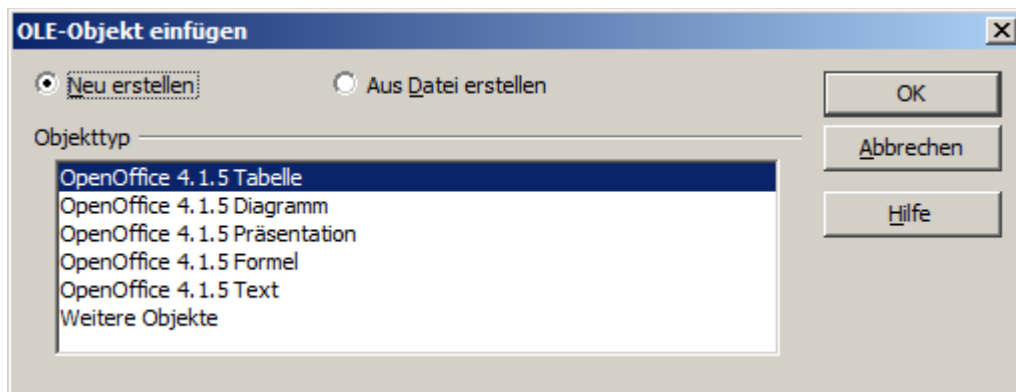 OLE-Objekt einfügen
Neu erstellen
Aus Datei erstellen
OK
Objekttyp
Abbrechen
OpenOffice 4.1.5 Tabelle
OpenOffice 4.1.5 Diagramm
Hilfe
OpenOffice 4.1.5 Präsentation
OpenOffice 4.1.5 Formel
OpenOffice 4.1.5 Text
Weitere Objekte